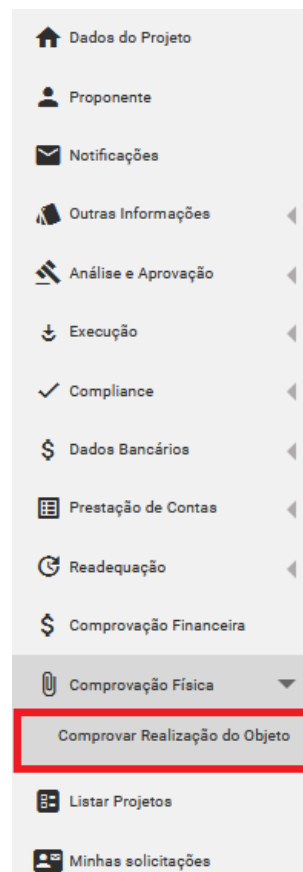 Dados do Projeto
Proponente
Notificações
Outras Informações
Análise e Aprovação
Execução
Compliance
Dados Bancários
Prestação de Contas
Readequação
Comprovação Financeira
Comprovação Física
Comprovar Realização do Objeto
Listar Projetos
Minhas solicitações